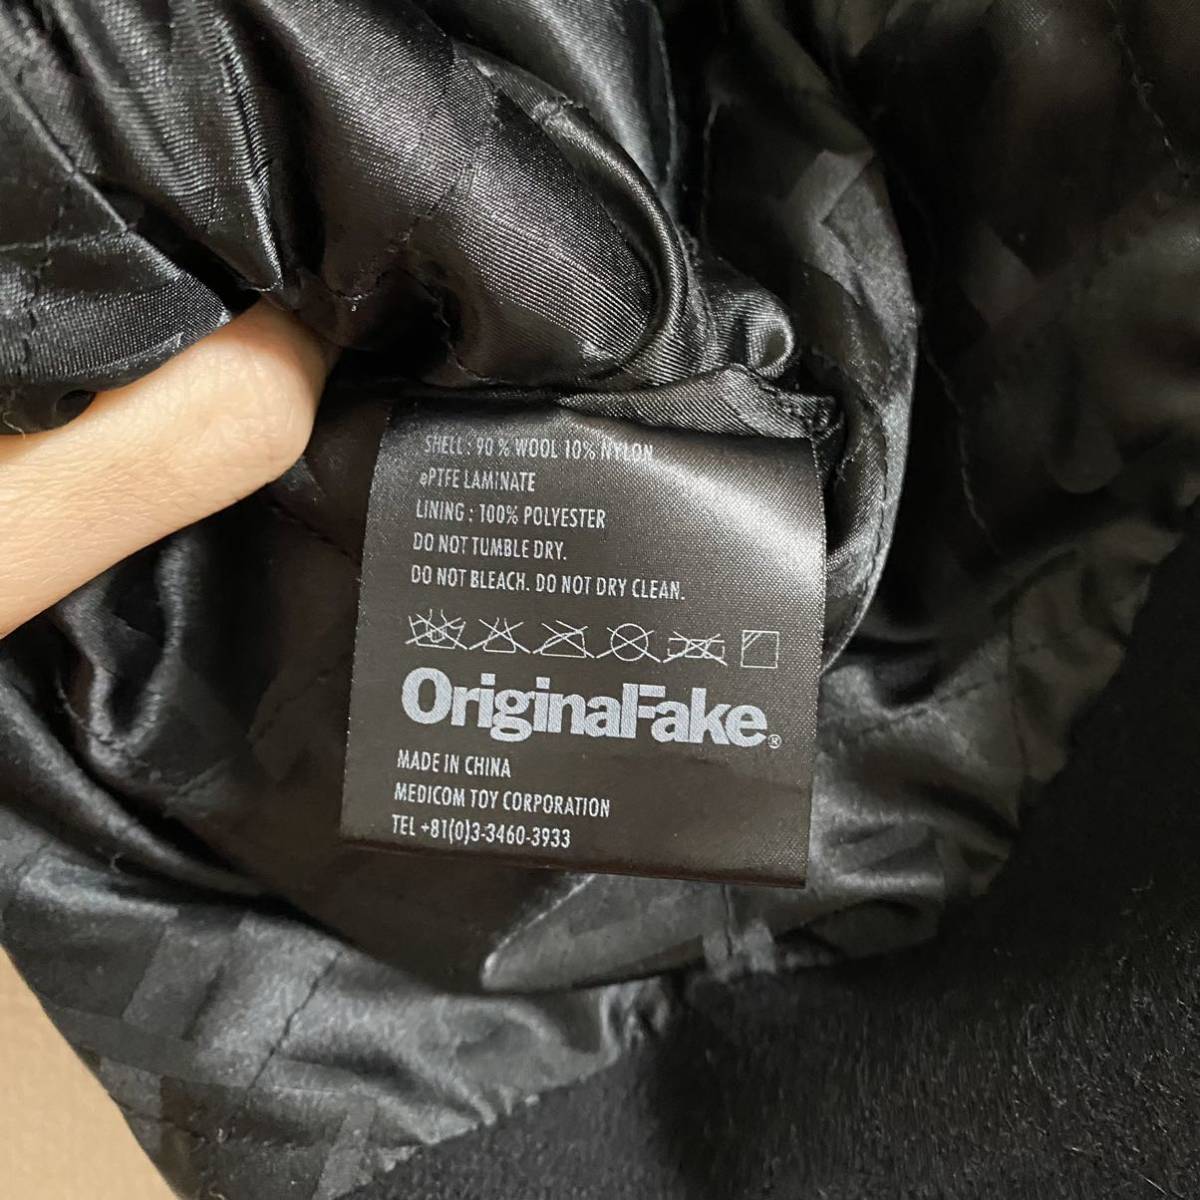 SHELL : 90 % WOOL 10% NYLON
ePTFE LAMINATE
LINING : 100% POLYESTER
DO NOT TUMBLE DRY.
DO NOT BLEACH. DO NOT DRY CLEAN.
OriginalFake®
MADE IN CHINA
MEDICOM TOY CORPORATION
TEL +81(0)3-3460-3933